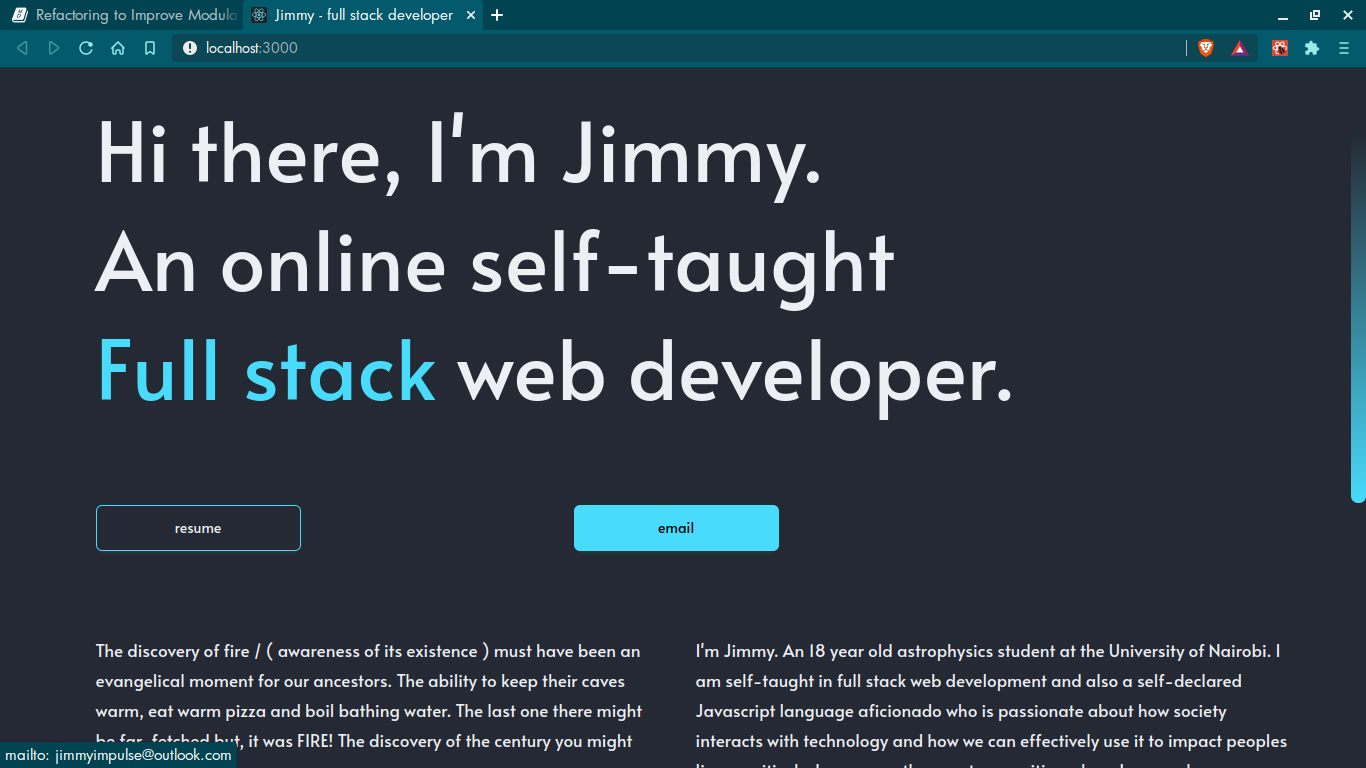 Refactoring to Improve Modula
Jimmy - full stack developer
localhost:3000
Hi there, I'm Jimmy.
An online self-taught
Full stack web developer.
resume
email
The discovery of fire / ( awareness of its existence ) must have been an
evangelical moment for our ancestors. The ability to keep their caves
warm, eat warm pizza and boil bathing water. The last one there might
be far-fetched but, it was FIRE! The discovery of the century you might
I'm Jimmy. An 18 year old astrophysics student at the University of Nairobi. I
am self-taught in full stack web development and also a self-declared
Javascript language aficionado who is passionate about how society
interacts with technology and how we can effectively use it to impact peoples
mailto: jimmyimpulse@outlook.com